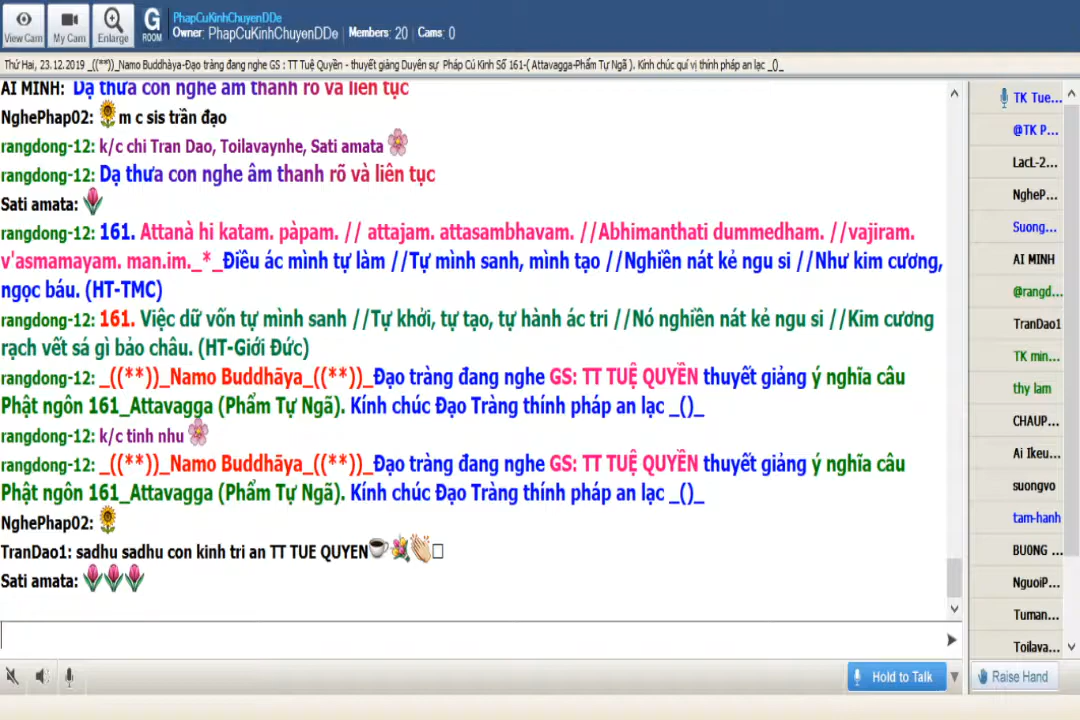 View Cam
My Cam
Enlarge
G
ROOM
PhapCuKinhChuyenDDe
Owner: PhapCuKinhChuyenDDe | Members: 20 | Cams: 0
Thứ Hai, 23.12.2019 _((**))_Namo Buddhàya-Đạo tràng đang nghe GS : TT Tuệ Quyền - thuyết giảng Duyên sự Pháp Cú Kinh Số 161-( Attavagga-Phẩm Tự Ngã ). Kính chúc quí vị thính pháp an lạc _()_
AI MINH: Dạ thưa con nghe âm thanh rõ và liên tục
NghePhap02: m c sis trần đạo
rangdong-12: k/c chi Tran Dao, Toilavaynhe, Sati amata
rangdong-12: Dạ thưa con nghe âm thanh rõ và liên tục
Sati amata:
rangdong-12: 161. Attanà hi katam. pàpam. // attajam. attasambhavam. //Abhimanthati dummedham. //vajiram.
v'asmamayam. man.im._*_Điều ác mình tự làm //Tự mình sanh, mình tạo //Nghiền nát kẻ ngu si //Như kim cương,
ngọc báu. (HT-TMC)
rangdong-12: 161. Việc dữ vốn tự mình sanh //Tự khởi, tự tạo, tự hành ác tri //Nó nghiền nát kẻ ngu si //Kim cương
rạch vết sá gì bảo châu. (HT-Giới Đức)
rangdong-12: _((**))_Namo Buddhãya_((**))_Đạo tràng đang nghe GS: TT TUỆ QUYỀN thuyết giảng ý nghĩa câu
Phật ngôn 161_Attavagga (Phẩm Tự Ngã). Kính chúc Đạo Tràng thính pháp an lạc _()_
rangdong-12: k/c tinh nhu
rangdong-12: _((**))_Namo Buddhãya_((**))_Đạo tràng đang nghe GS: TT TUỆ QUYỀN thuyết giảng ý nghĩa câu
Phật ngôn 161_Attavagga (Phẩm Tự Ngã). Kính chúc Đạo Tràng thính pháp an lạc _()_
NghePhap02:
TranDao1: sadhu sadhu con kinh tri an TT TUE QUYEN
Sati amata:
TK Tue...
@TK P...
LacL-2...
NgheP...
Suong...
AI MINH
@rangd...
TranDao1
TK min...
thy lam
CHAUP...
Ai Ikeu...
suongvo
tam-hanh
BU0NG ...
NguoiP...
Tuman...
Toilava...
Hold to Talk
Raise Hand